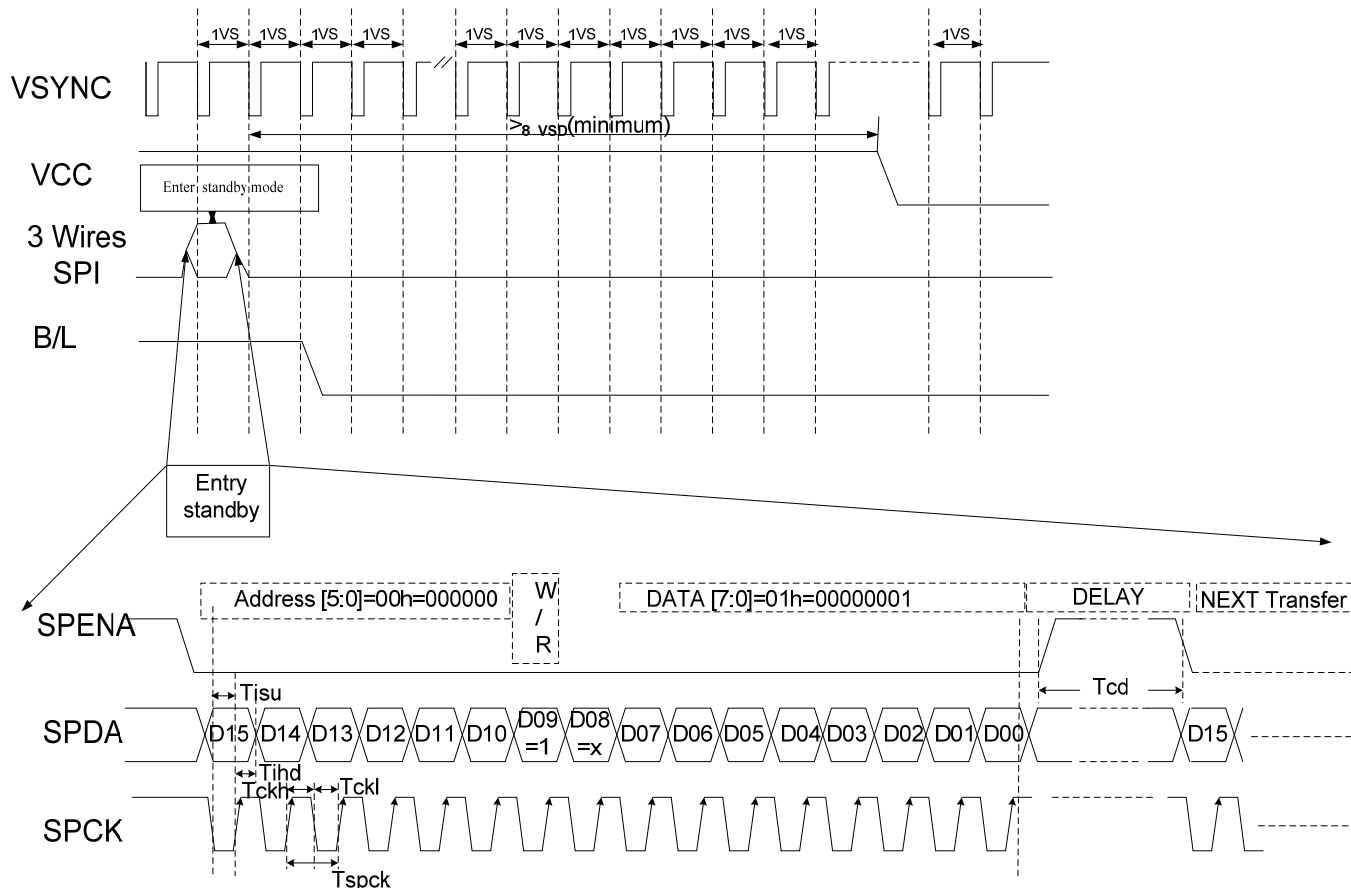 1VS 1VS 1VS 1VS 1VS 1VS 1VS 1VS 1VS 1VS 1VS 1VS
VSYNC
>8 VSD(minimum)
VCC
Enter standby mode
3 Wires
SPI
B/L
Entry
standby
Address [5:0]=00h=000000
W
/
R
DATA [7:0]=01h=00000001
DELAY
NEXT Transfer
SPENA
Tisu
Tcd
SPDA
D15 D14 D13 D12 D11 D10 D09 =1 D08 =x D07 D06 D05 D04 D03 D02 D01 D00 D15
Tihd
Tckh Tckl
SPCK
Tspck